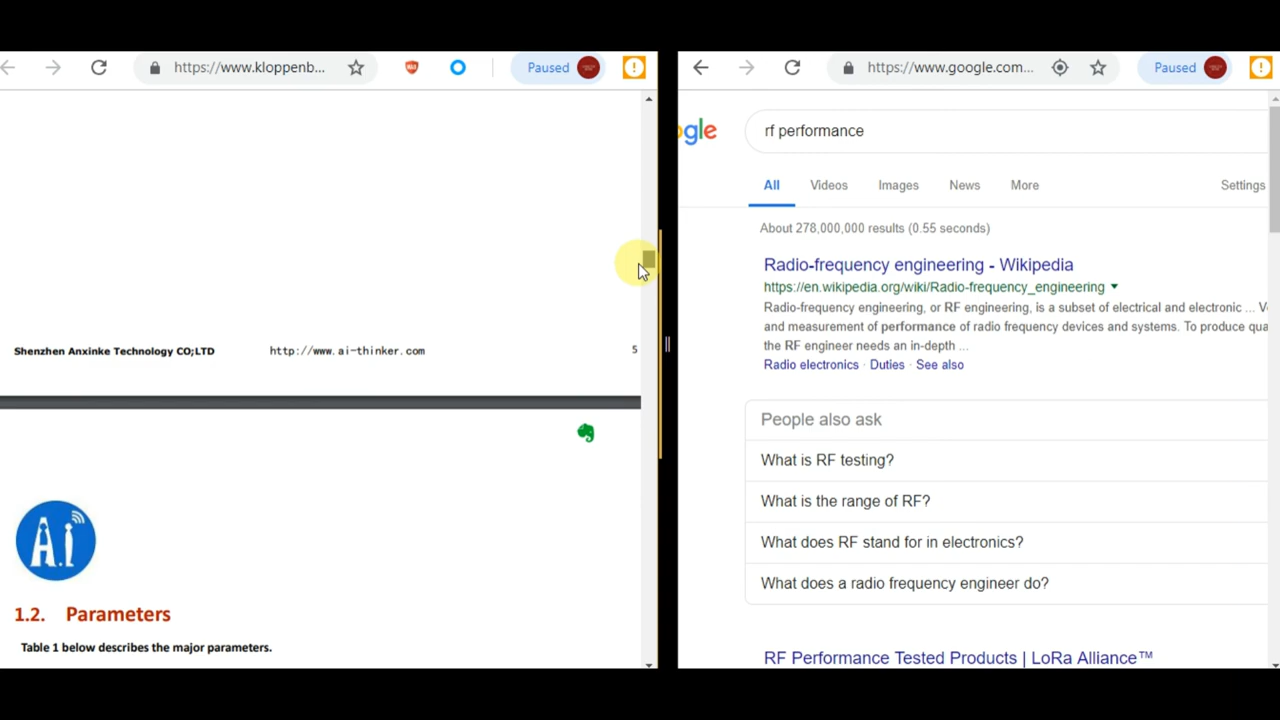 https://www.kloppenb...
Paused
Shenzhen Anxinke Technology CO;LTD http://www.ai-thinker.com 5
A.i
1.2. Parameters
Table 1 below describes the major parameters.
https://www.google.com...
Paused
ogle
rf performance
All Videos Images News More Settings
About 278,000,000 results (0.55 seconds)
Radio-frequency engineering - Wikipedia
https://en.wikipedia.org/wiki/Radio-frequency_engineering
Radio-frequency engineering, or RF engineering, is a subset of electrical and electronic ... V
and measurement of performance of radio frequency devices and systems. To produce qua
the RF engineer needs an in-depth ...
Radio electronics · Duties · See also
People also ask
What is RF testing?
What is the range of RF?
What does RF stand for in electronics?
What does a radio frequency engineer do?
RF Performance Tested Products | LoRa Alliance™